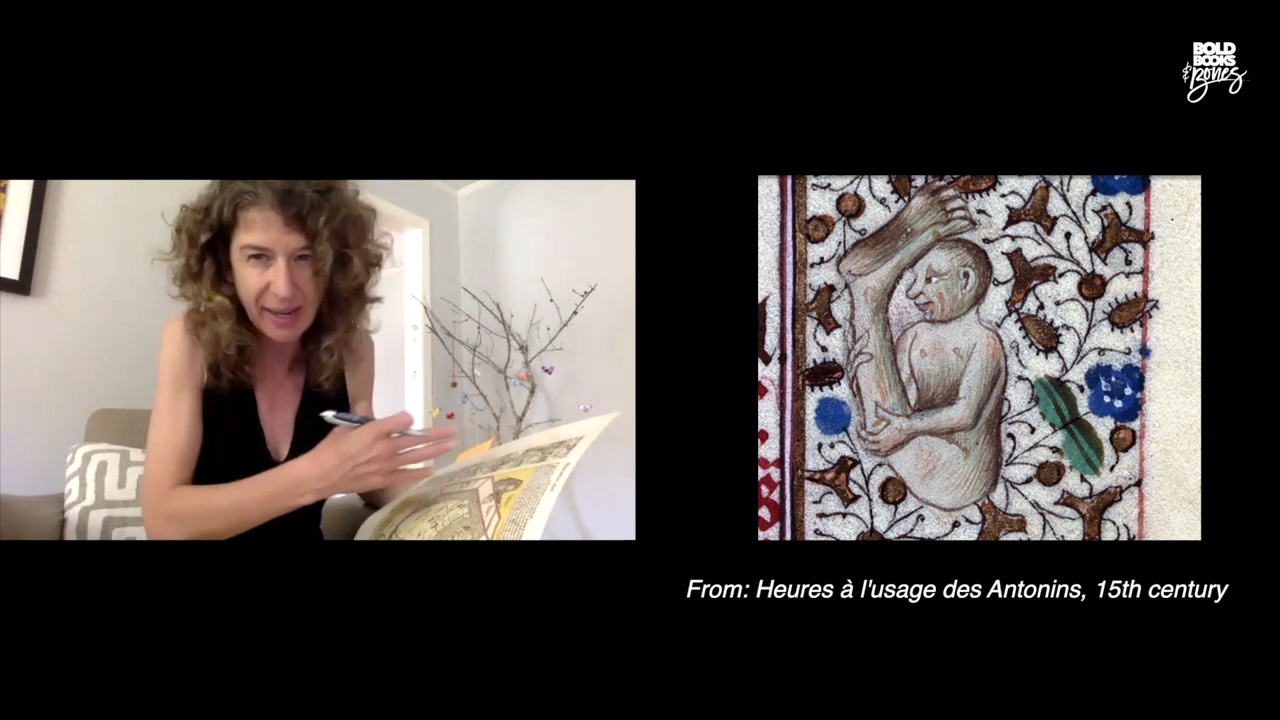 BOLD
BOOKS
& Bones
From: Heures à l'usage des Antonins, 15th century